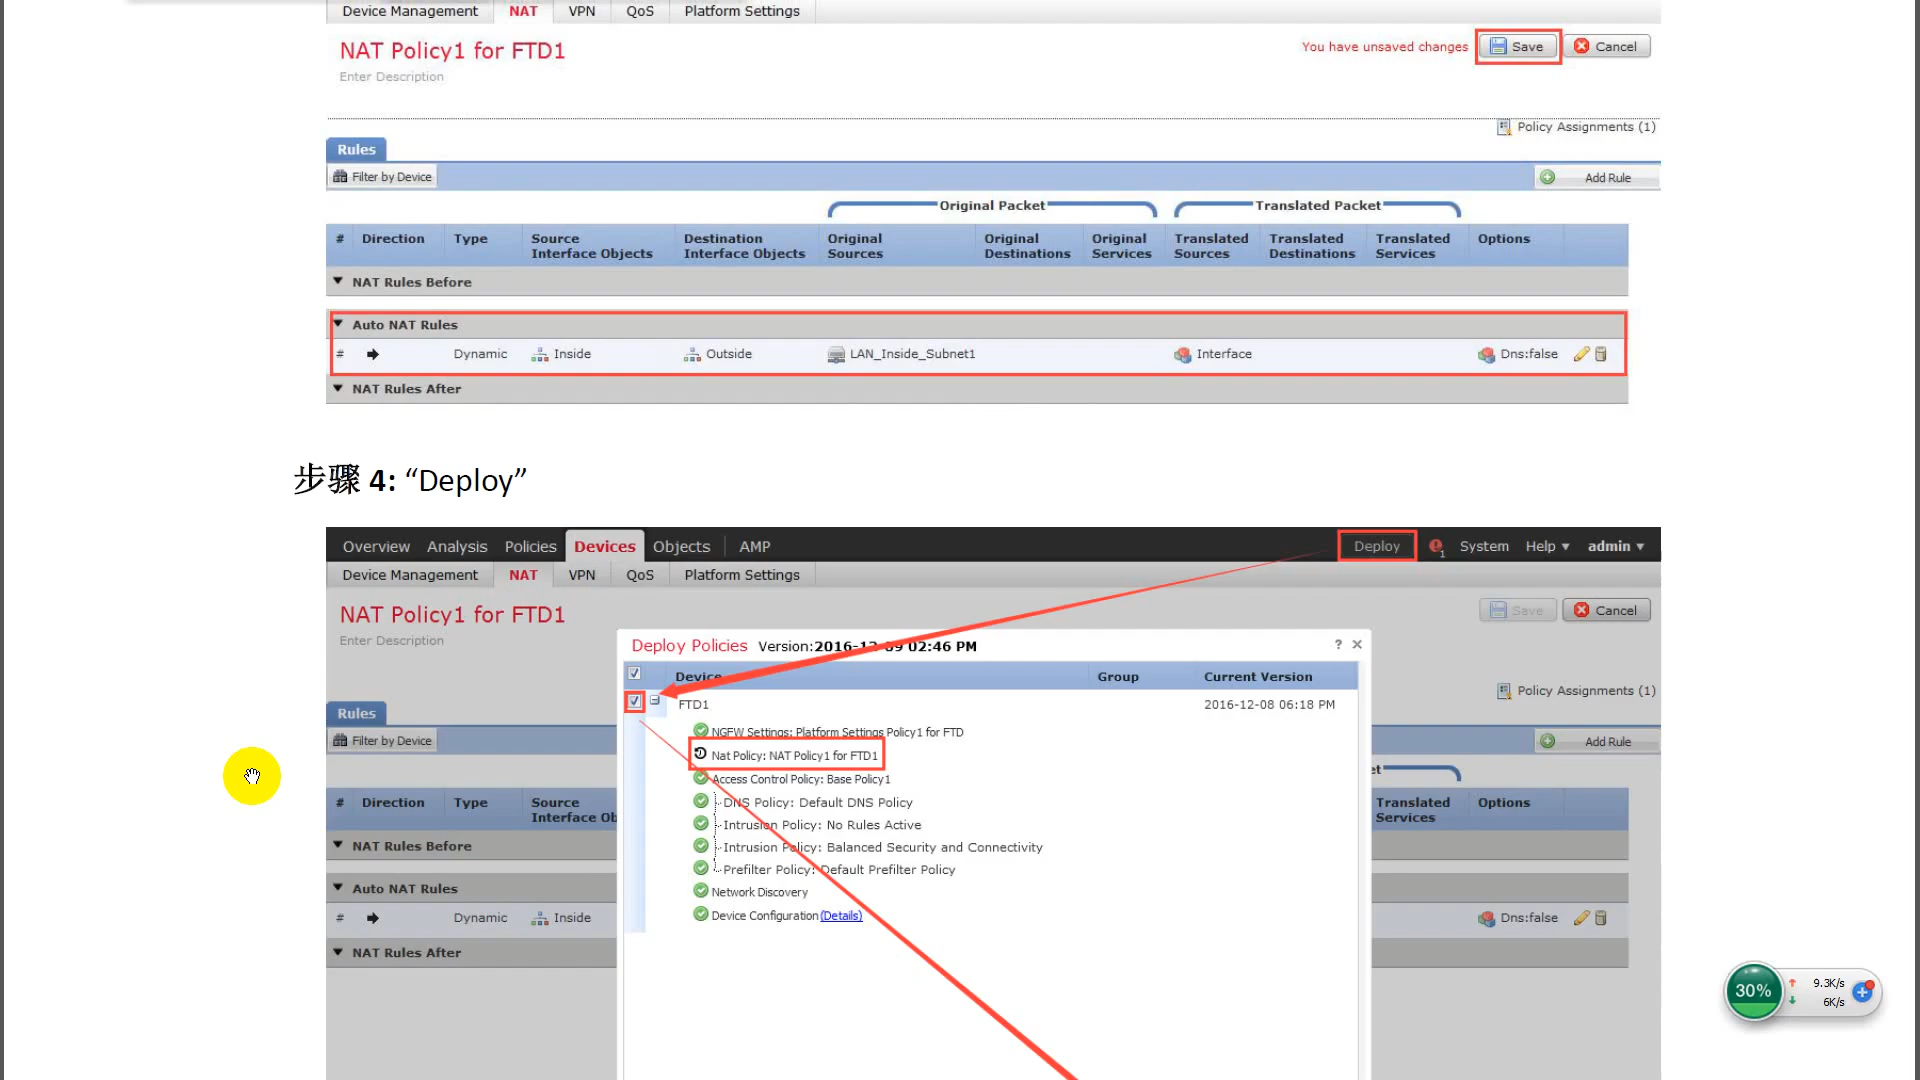 Device Management NAT VPN QoS Platform Settings
NAT Policy1 for FTD1
You have unsaved changes Save Cancel
Enter Description
Policy Assignments (1)
Rules
Filter by Device Add Rule
Original Packet Translated Packet
# Direction Type Source Interface Objects Destination Interface Objects Original Sources Original Destinations Original Services Translated Sources Translated Destinations Translated Services Options
NAT Rules Before
Auto NAT Rules
# Dynamic Inside Outside LAN_Inside_Subnet1 Interface Dns:false
NAT Rules After
步骤 4: “Deploy”
Overview Analysis Policies Devices Objects AMP Deploy 1 System Help admin
Device Management NAT VPN QoS Platform Settings
NAT Policy1 for FTD1
Save Cancel
Enter Description
Deploy Policies Version:2016-12-09 02:46 PM ?
Device Group Current Version
Policy Assignments (1)
FTD1 2016-12-08 06:18 PM
Rules
NGFW Settings: Platform Settings Policy1 for FTD
Filter by Device Add Rule
Nat Policy: NAT Policy1 for FTD1
Access Control Policy: Base Policy1
# Direction Type Source Interface Translated Services Options
DNS Policy: Default DNS Policy
Intrusion Policy: No Rules Active
NAT Rules Before
Intrusion Policy: Balanced Security and Connectivity
Prefilter Policy: Default Prefilter Policy
Auto NAT Rules
Network Discovery
Device Configuration (Details)
# Dynamic Inside Dns:false
NAT Rules After
30% 9.3K/s
6K/s